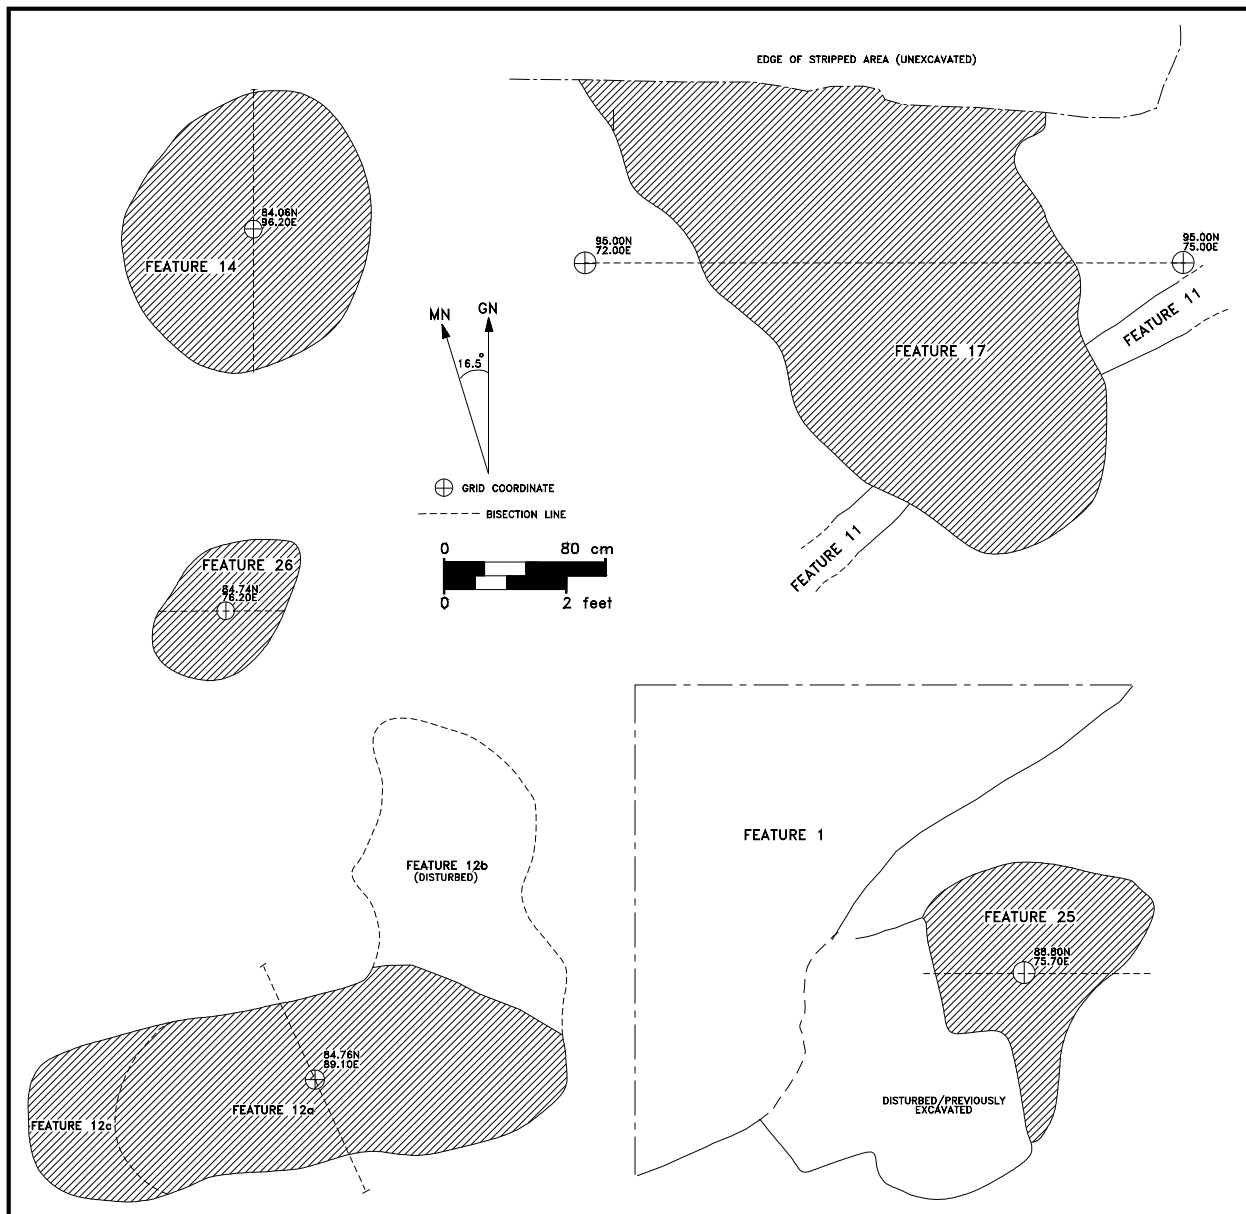 EDGE OF STRIPPED AREA (UNEXCAVATED)
84.06N
96.20E
FEATURE 14
95.00N
72.00E
95.00N
75.00E
FEATURE 11
FEATURE 17
MN
GN
16.5°
GRID COORDINATE
BISECTION LINE
0
80 cm
0
2 feet
FEATURE 11
FEATURE 26
84.74N
76.20E
FEATURE 12b
(DISTURBED)
FEATURE 1
FEATURE 25
88.80N
75.70E
84.76N
89.10E
FEATURE 12a
FEATURE 12c
DISTURBED/PREVIOUSLY
EXCAVATED